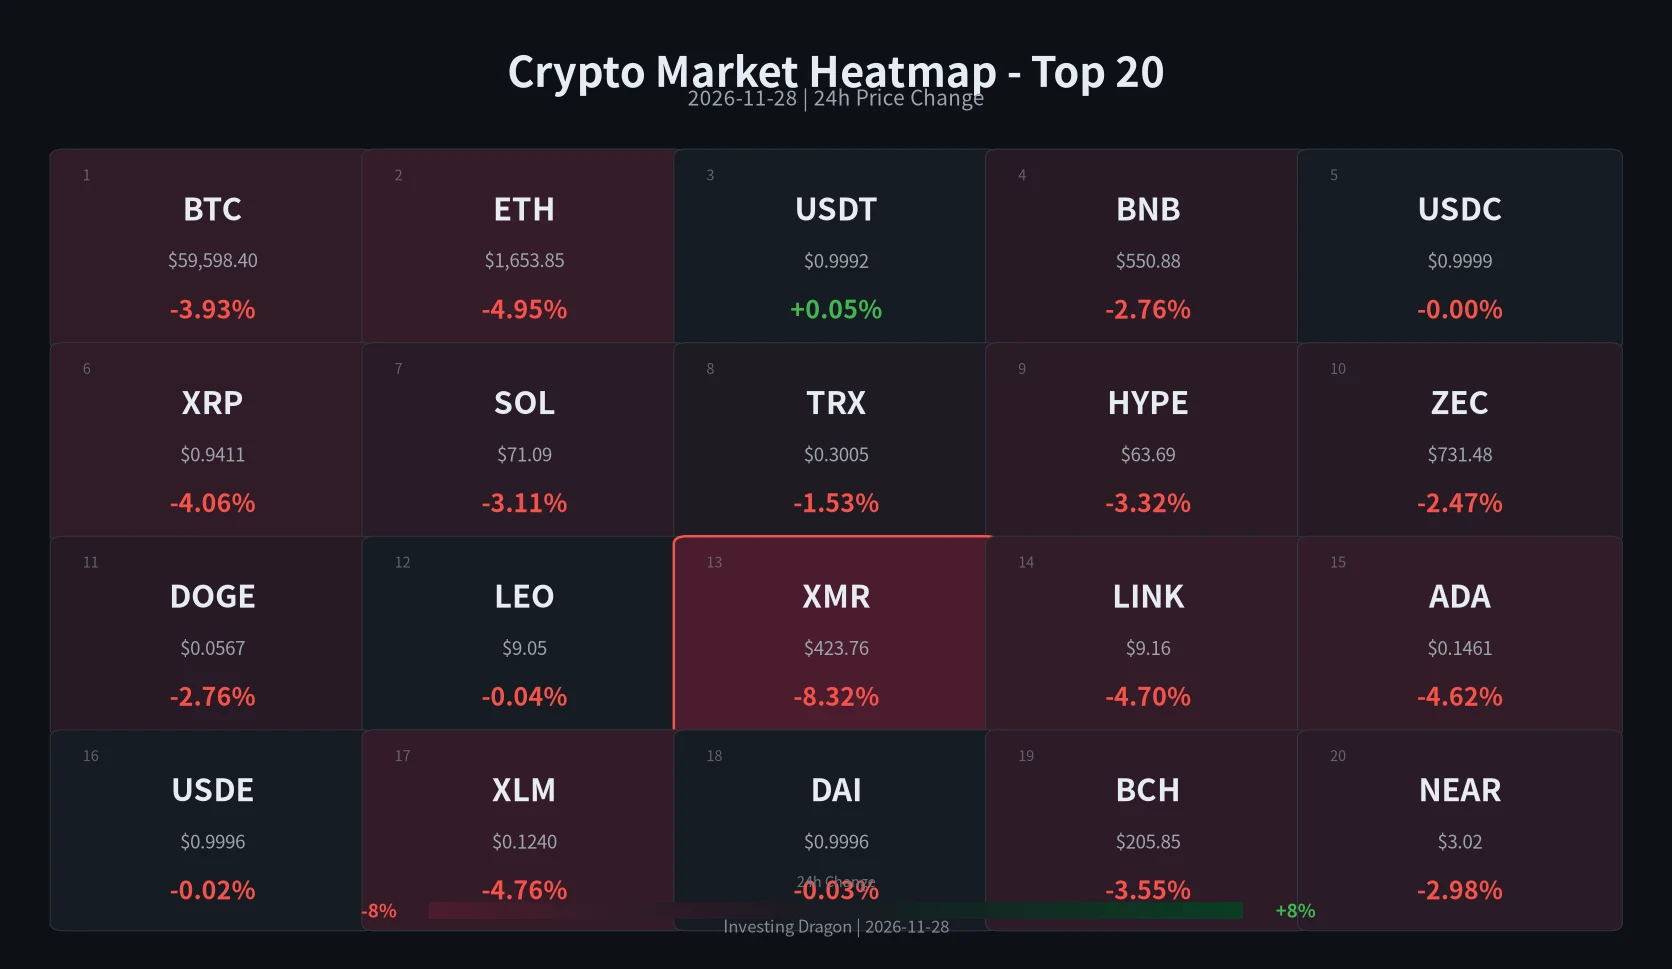 Crypto Market Heatmap - Top 20
2026-11-28 | 24h Price Change
1
BTC
$59,598.40
-3.93%
2
ETH
$1,653.85
-4.95%
3
USDT
$0.9992
+0.05%
4
BNB
$550.88
-2.76%
5
USDC
$0.9999
-0.00%
6
XRP
$0.9411
-4.06%
7
SOL
$71.09
-3.11%
8
TRX
$0.3005
-1.53%
9
HYPE
$63.69
-3.32%
10
ZEC
$731.48
-2.47%
11
DOGE
$0.0567
-2.76%
12
LEO
$9.05
-0.04%
13
XMR
$423.76
-8.32%
14
LINK
$9.16
-4.70%
15
ADA
$0.1461
-4.62%
16
USDE
$0.9996
-0.02%
17
XLM
$0.1240
-4.76%
18
DAI
$0.9996
-0.03%
19
BCH
$205.85
-3.55%
20
NEAR
$3.02
-2.98%
24h Change
-8%
+8%
Investing Dragon | 2026-11-28